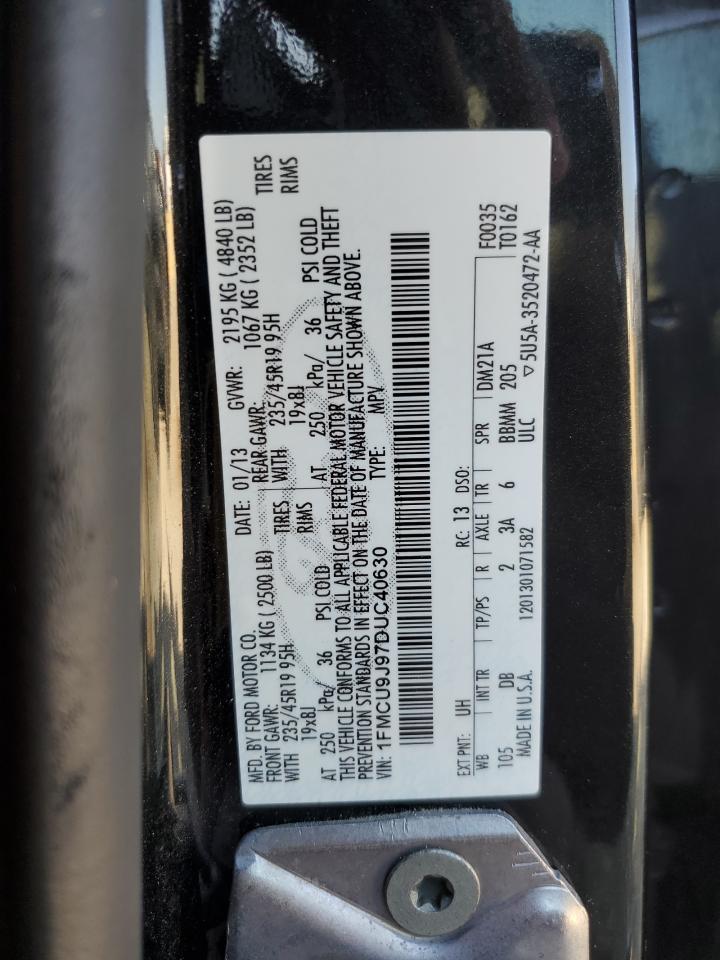 MFD. BY FORD MOTOR CO.
DATE: 01/13 GVWR: 2195 KG ( 4840 LB)
FRONT GAWR: 1134 KG ( 2500 LB) REAR GAWR: 1067 KG ( 2352 LB)
WITH 235/45R19 95H TIRES WITH 235/45R19 95H TIRES
19x8J RIMS 19x8J RIMS
AT 250 kPa/ 36 PSI COLD AT 250 kPa/ 36 PSI COLD
THIS VEHICLE CONFORMS TO ALL APPLICABLE FEDERAL MOTOR VEHICLE SAFETY AND THEFT
PREVENTION STANDARDS IN EFFECT ON THE DATE OF MANUFACTURE SHOWN ABOVE.
VIN: 1FMCU9J97DUC40630 TYPE: MPV
EXT PNT: UH RC: 13 DSO: F0035
WB INT TR TP/PS R AXLE TR SPR DM21A T0162
105 DB 2 3A 6 BBMM 205
MADE IN U.S.A. 1201301071582 ULC ▽5U5A-3520472-AA